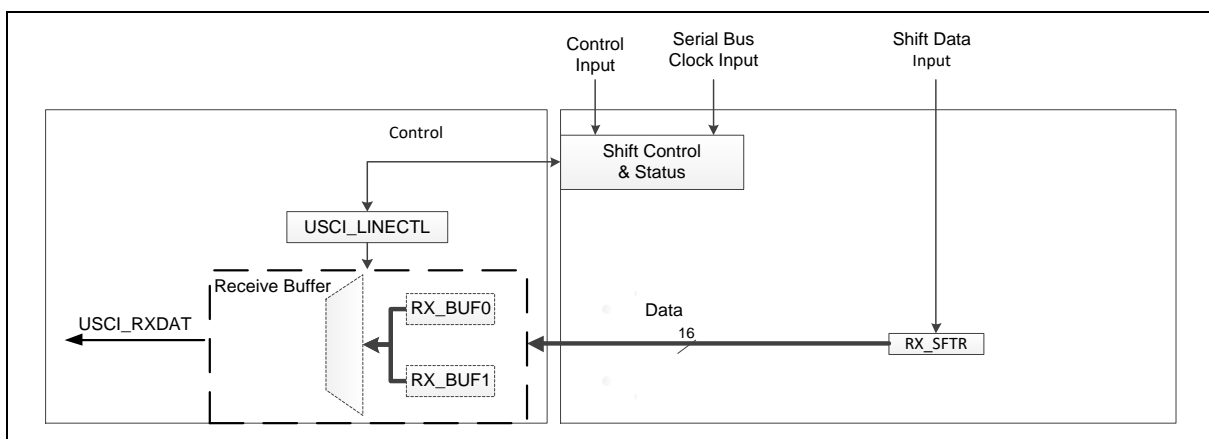 Control
Input
Serial Bus
Clock Input
Shift Data
Input
Control
Shift Control
& Status
USCI_LINECTL
Receive Buffer
RX_BUF0
USCI_RXDAT
Data
16
RX_SFTR
RX_BUF1